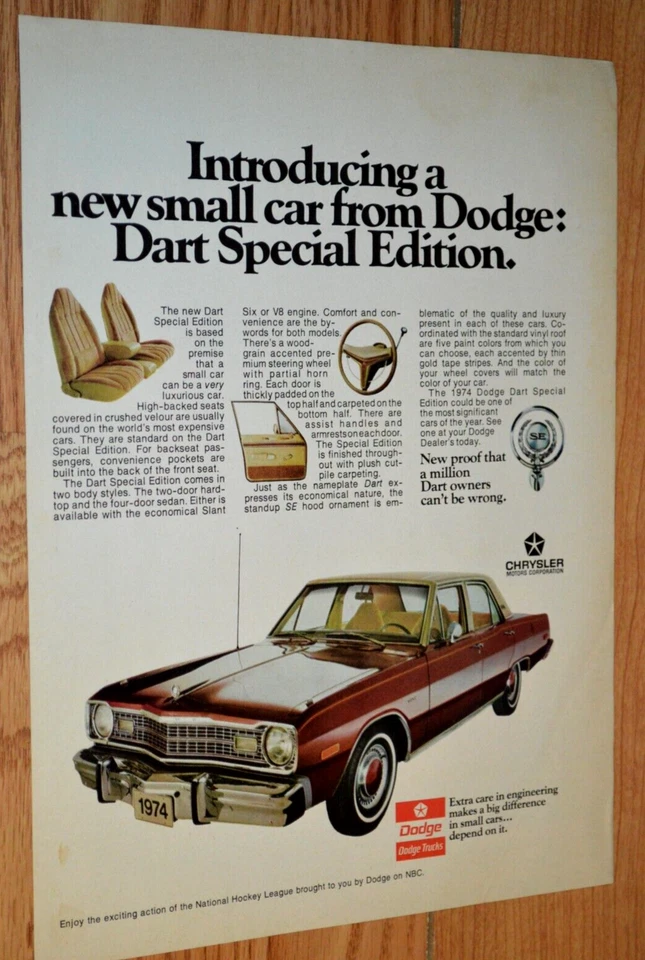 Introducing a
new small car from Dodge:
Dart Special Edition.
The new Dart
Special Edition
is based
on the
premise
that a
small car
can be a very
luxurious car.
High-backed seats
covered in crushed velour are usually
found on the world's most expensive
cars. They are standard on the Dart
Special Edition. For backseat pas-
sengers, convenience pockets are
built into the back of the front seat.
The Dart Special Edition comes in
two body styles. The two-door hard-
top and the four-door sedan. Either is
available with the economical Slant
Six or V8 engine. Comfort and con-
venience are the by-
words for both models.
There's a wood-
grain accented pre-
mium steering wheel
with partial horn
ring. Each door is
thickly padded on the
top half and carpeted on the
bottom half. There are
assist handles and
armrests on each door.
The Special Edition
is finished through-
out with plush cut-
pile carpeting.
Just as the nameplate Dart ex-
presses its economical nature, the
standup SE hood ornament is em-
blematic of the quality and luxury
present in each of these cars. Co-
ordinated with the standard vinyl roof
are five paint colors from which you
can choose, each accented by thin
gold tape stripes. And the color of
your wheel covers will match the
color of your car.
The 1974 Dodge Dart Special
Edition could be one of
the most significant
cars of the year. See
one at your Dodge
Dealer's today.
SE
New proof that
a million
Dart owners
can't be wrong.
CHRYSLER
MOTORS CORPORATION
1974
Dodge
Dodge Trucks
Extra care in engineering
makes a big difference
in small cars...
depend on it.
Enjoy the exciting action of the National Hockey League brought to you by Dodge on NBC.